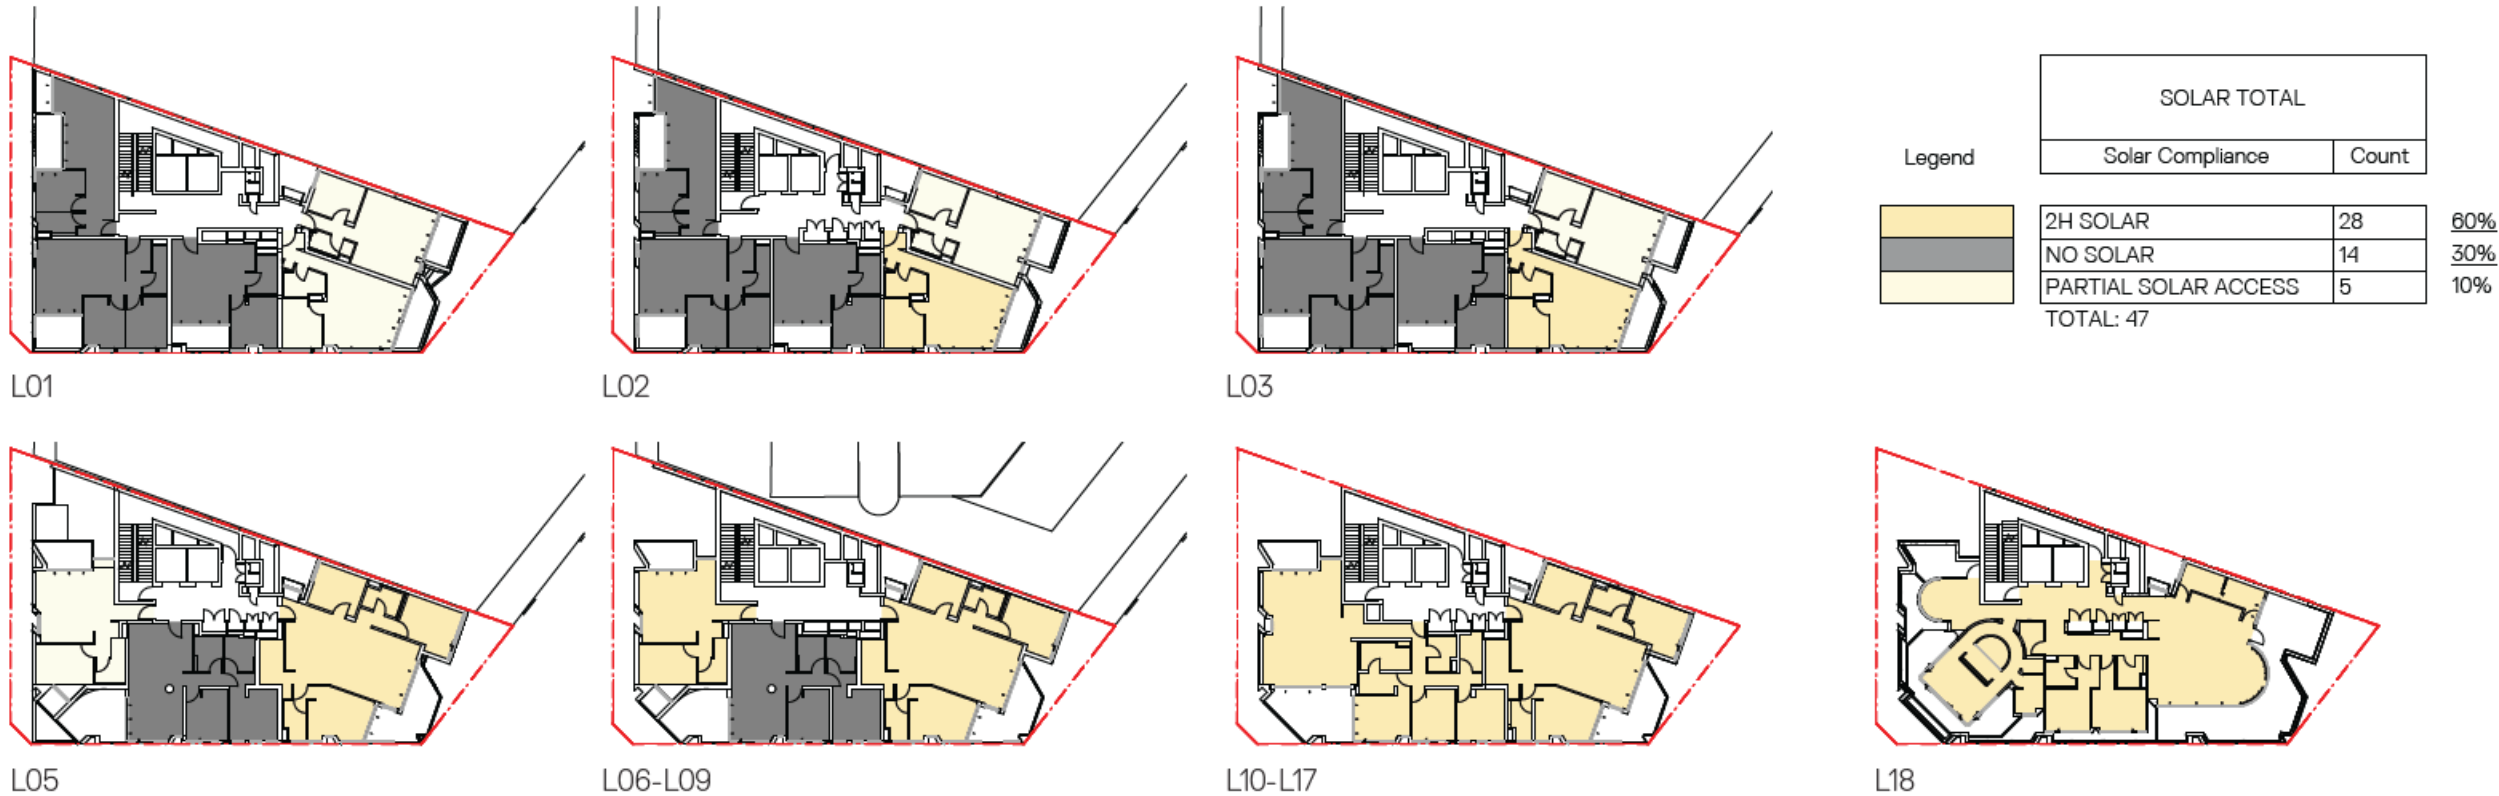 SOLAR TOTAL
Legend
Solar Compliance Count
2H SOLAR 28 60%
NO SOLAR 14 30%
PARTIAL SOLAR ACCESS 5 10%
TOTAL: 47
L01
L02
L03
L05
L06-L09
L10-L17
L18